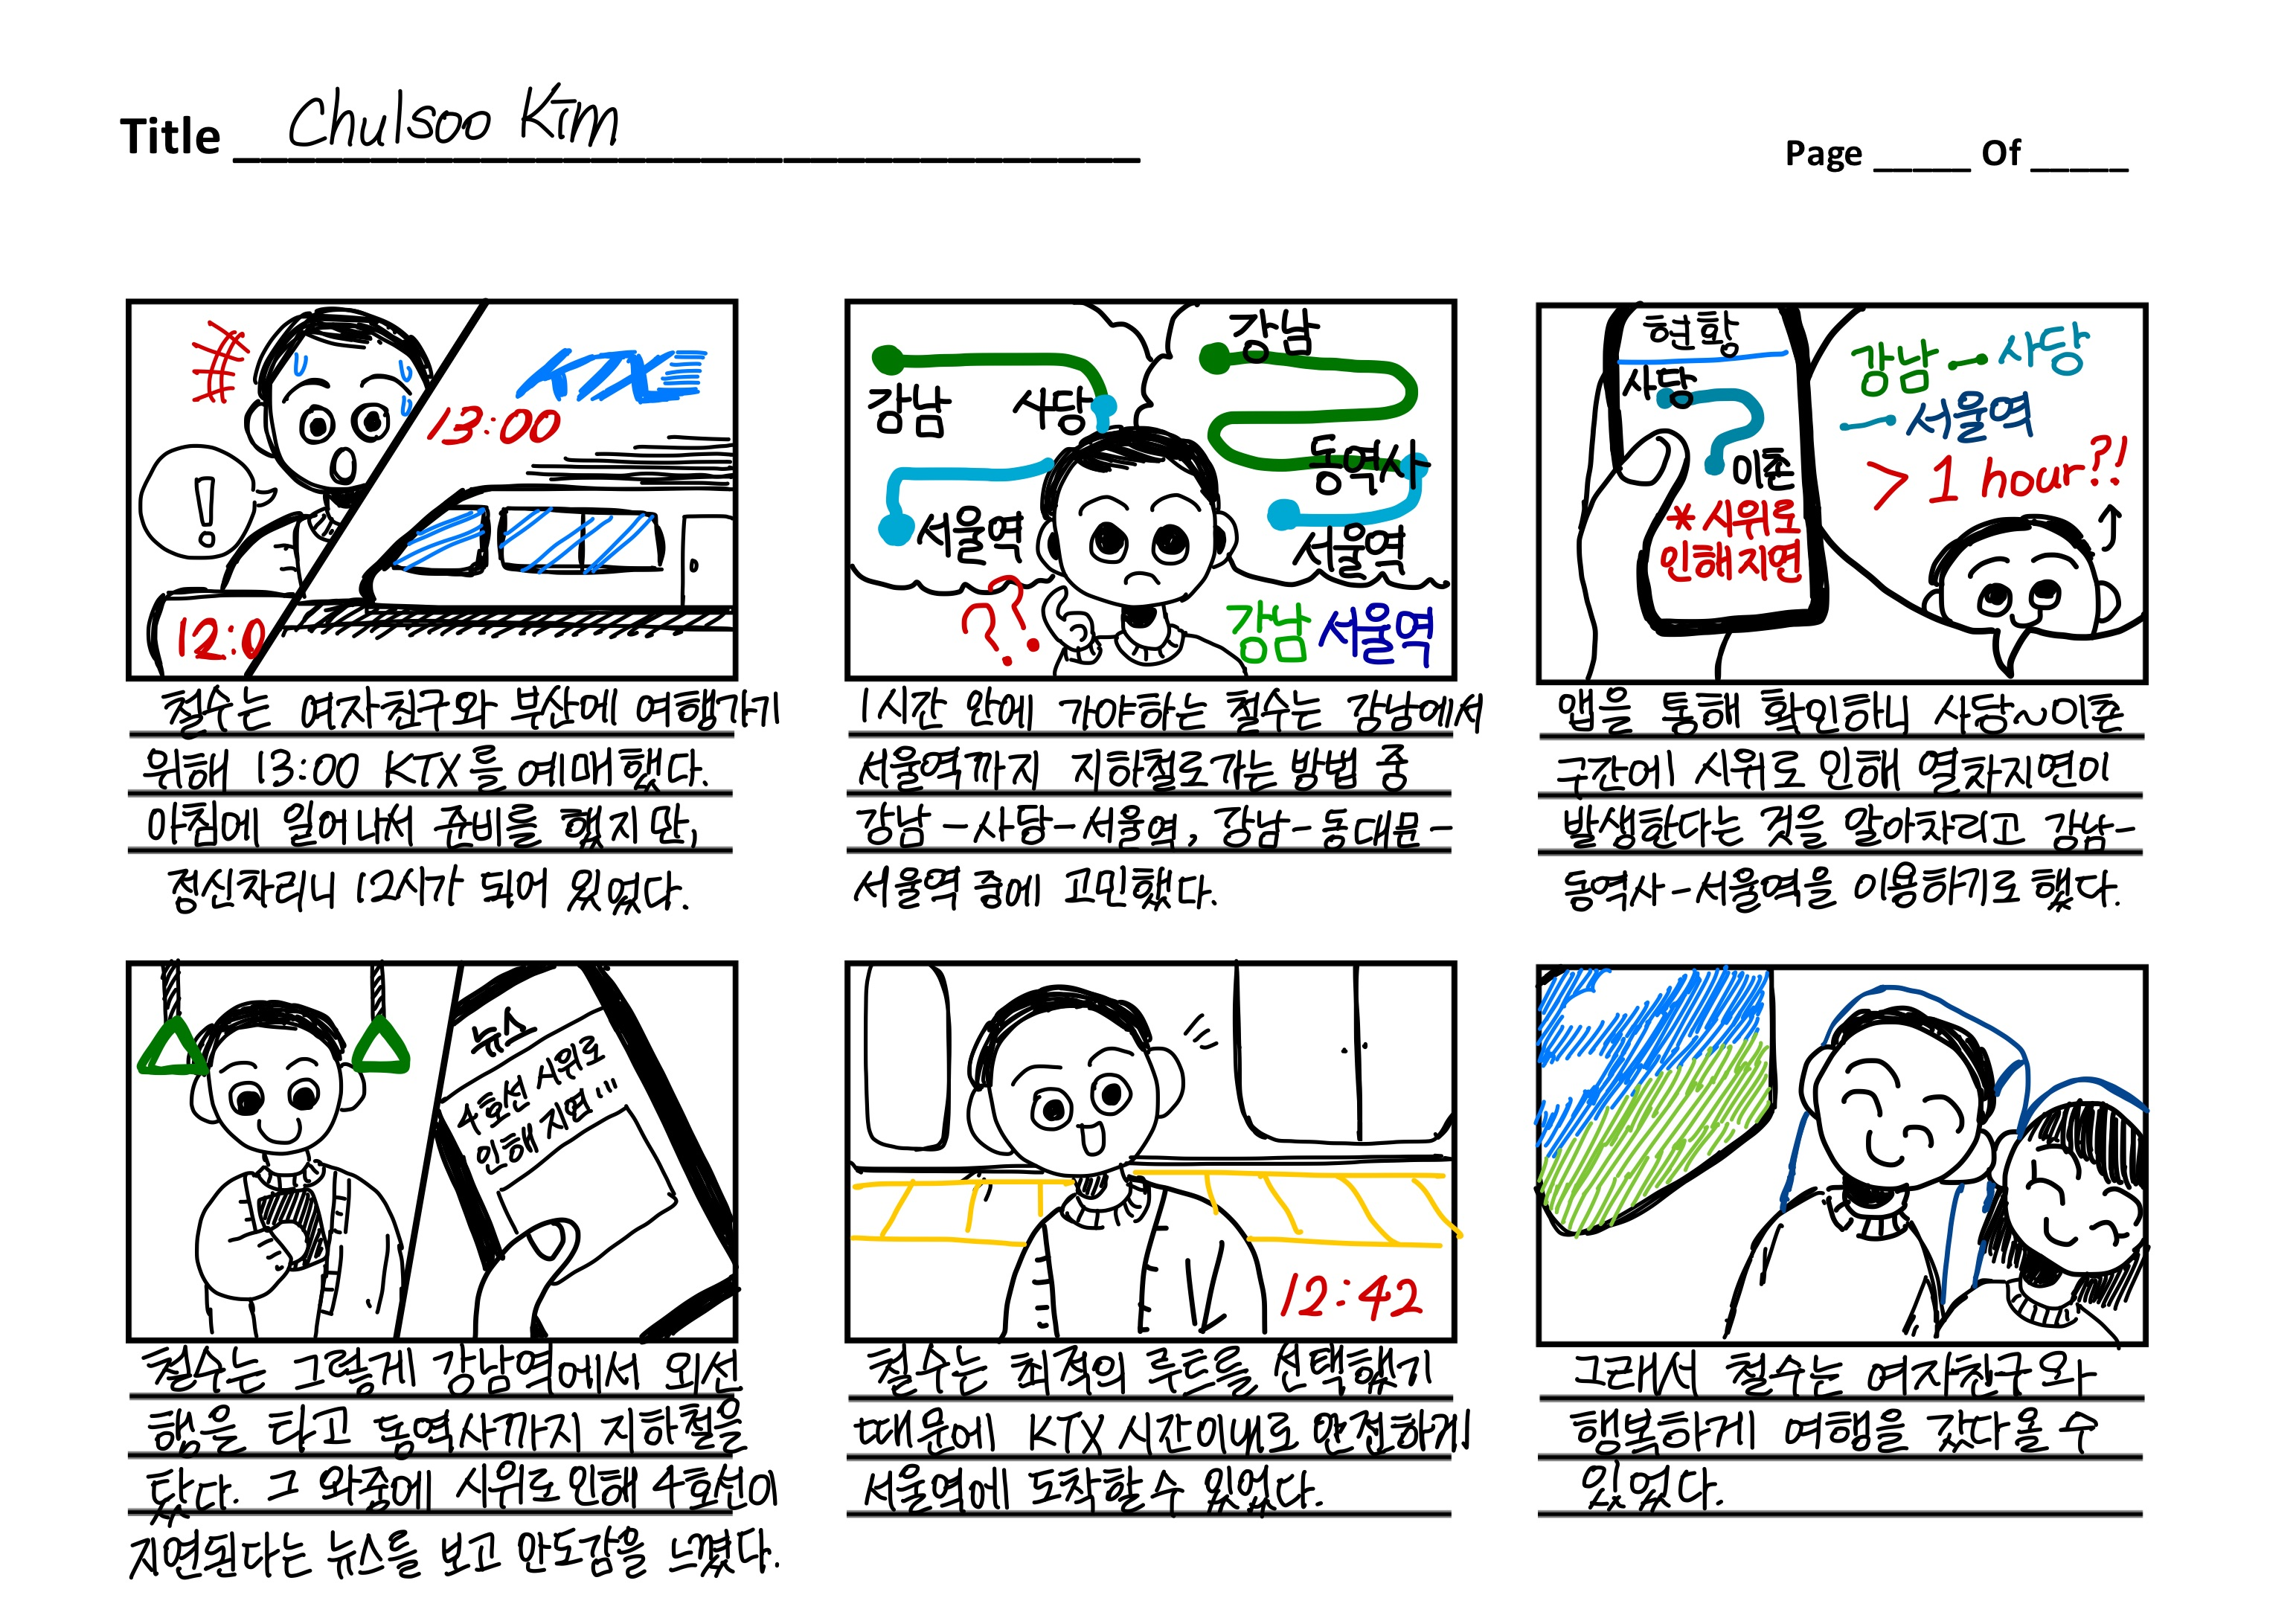 Title Chulsoo Kim
Page Of
!
12:0
KTX
13:00
철수는 여자친구와 부산에 여행가기
위해 13:00 KTX를 예매했다.
아침에 일어나서 준비를 했지만,
정신차리니 12시가 되어 있었다.
강남 사당
서울역
강남
동역사
서울역
??
강남 서울역
1시간 안에 가야하는 철수는 강남에서
서울역까지 지하철로 가는 방법 중
강남-사당-서울역, 강남-동대문-
서울역 중에 고민했다.
현황
사당
이촌
*시위로
인해 지연
강남 사당
서울역
> 1 hour?!
앱을 통해 확인하니 사당~이촌
구간에 시위로 인해 열차지연이
발생한다는 것을 알아차리고 강남-
동역사-서울역을 이용하기로 했다.
뉴스
4호선 시위로
인해 지연"'
철수는 그렇게 강남역에서 외선
행을 타고 동역사까지 지하철을
탔다. 그 와중에 시위로 인해 4호선이
지연된다는 뉴스를 보고 안도감을 느꼈다.
12:42
철수는 최적의 루트를 선택했기
때문에 KTX 시간이내로 안전하게
서울역에 도착할 수 있었다.
그래서 철수는 여자친구와
행복하게 여행을 갔다올 수
있었다.